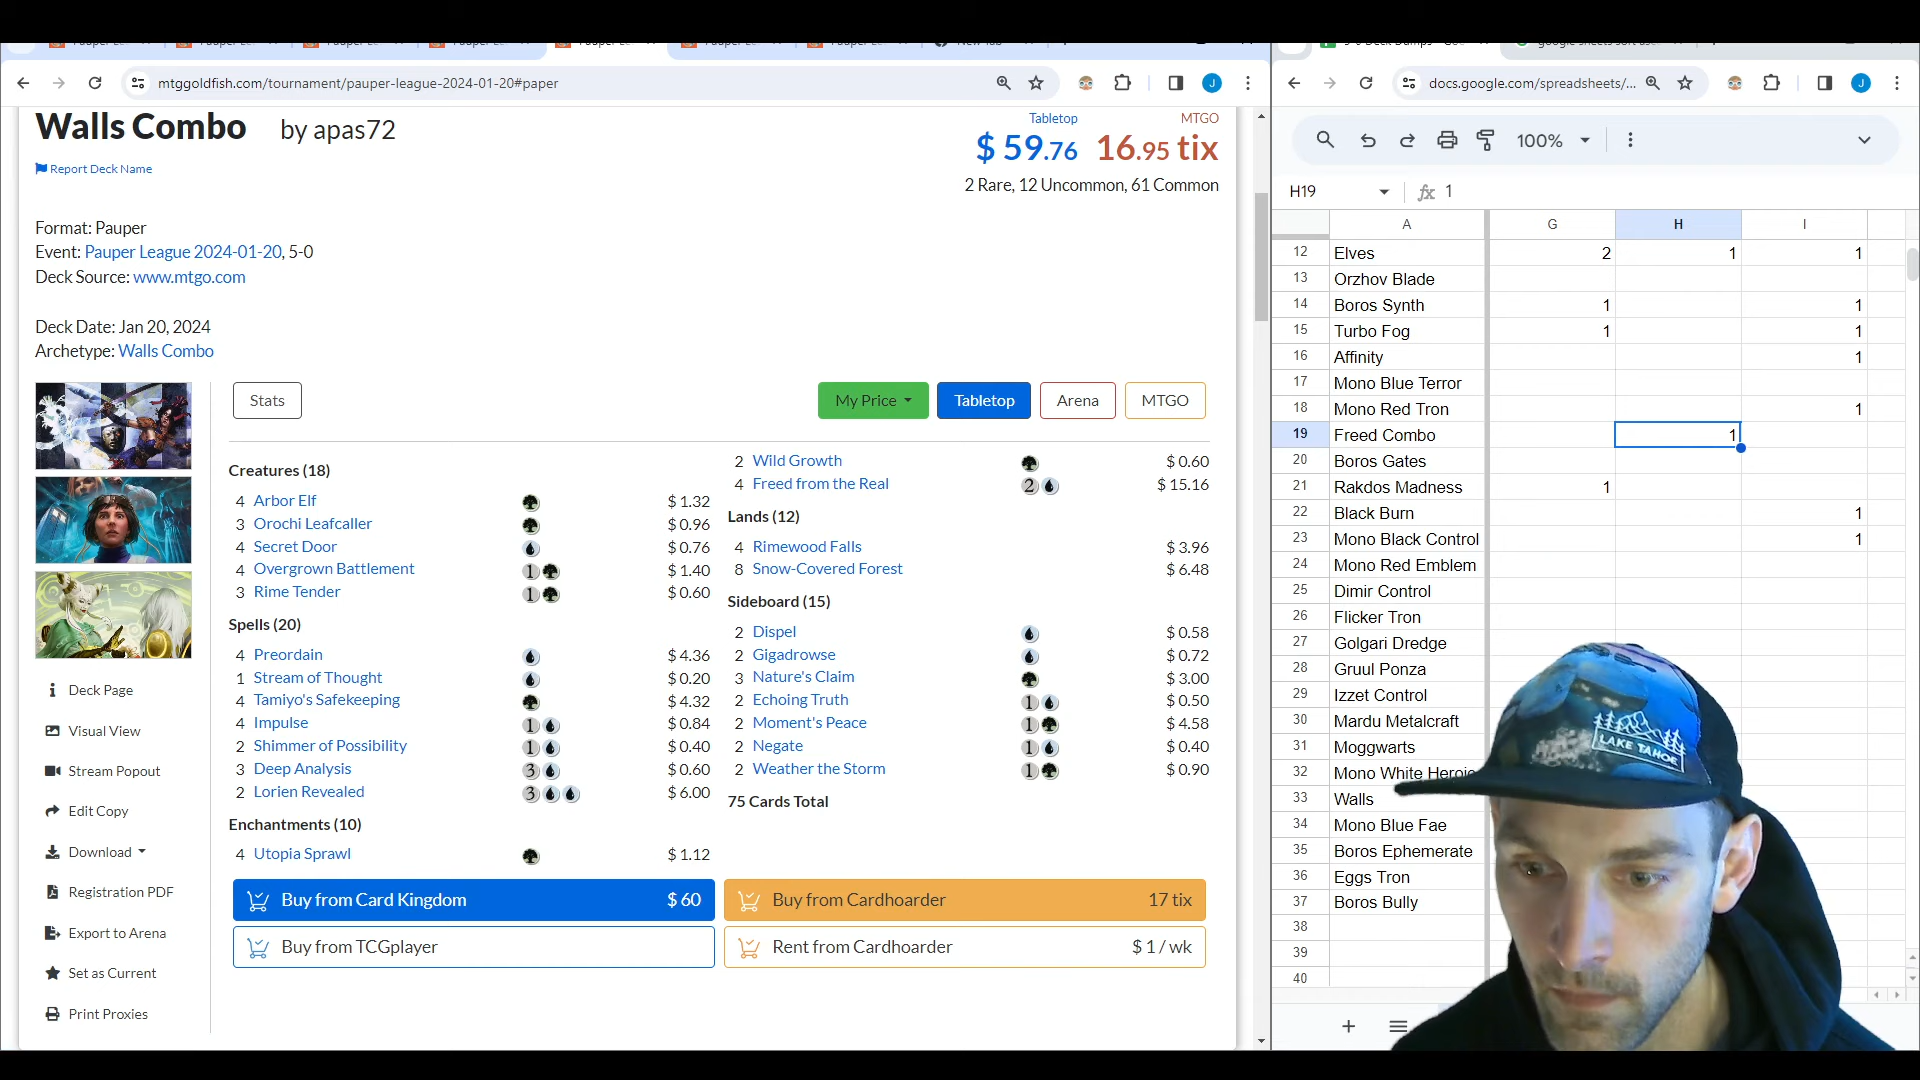 mtggoldfish.com/tournament/pauper-league-2024-01-20#paper
docs.google.com/spreadsheets/...
100%
Walls Combo by apas72
Report Deck Name
Tabletop MTGO
$ 59.76 16.95 tix
2 Rare, 12 Uncommon, 61 Common
Format: Pauper
Event: Pauper League 2024-01-20, 5-0
Deck Source: www.mtgo.com
Deck Date: Jan 20, 2024
Archetype: Walls Combo
Stats
My Price Tabletop Arena MTGO
Creatures (18)
4 Arbor Elf $ 1.32
3 Orochi Leafcaller $ 0.96
4 Secret Door $ 0.76
4 Overgrown Battlement 1 $ 1.40
3 Rime Tender 1 $ 0.60
Spells (20)
4 Preordain $ 4.36
1 Stream of Thought $ 0.20
4 Tamiyo's Safekeeping $ 4.32
4 Impulse 1 $ 0.84
2 Shimmer of Possibility 1 $ 0.40
3 Deep Analysis 3 $ 0.60
2 Lorien Revealed 3 $ 6.00
Enchantments (10)
4 Utopia Sprawl $ 1.12
2 Wild Growth $ 0.60
4 Freed from the Real 2 $ 15.16
Lands (12)
4 Rimewood Falls $ 3.96
8 Snow-Covered Forest $ 6.48
Sideboard (15)
2 Dispel $ 0.58
2 Gigadrowse $ 0.72
3 Nature's Claim $ 3.00
2 Echoing Truth 1 $ 0.50
2 Moment's Peace 1 $ 4.58
2 Negate 1 $ 0.40
2 Weather the Storm 1 $ 0.90
75 Cards Total
Deck Page
Visual View
Stream Popout
Edit Copy
Download
Registration PDF
Export to Arena
Set as Current
Print Proxies
Buy from Card Kingdom $ 60
Buy from Cardhoarder 17 tix
Buy from TCGplayer
Rent from Cardhoarder $ 1 / wk
H19 fx 1
A G H I
12 Elves 2 1 1
13 Orzhov Blade
14 Boros Synth 1 1
15 Turbo Fog 1 1
16 Affinity 1
17 Mono Blue Terror
18 Mono Red Tron 1
19 Freed Combo 1
20 Boros Gates
21 Rakdos Madness 1
22 Black Burn 1
23 Mono Black Control 1
24 Mono Red Emblem
25 Dimir Control
26 Flicker Tron
27 Golgari Dredge
28 Gruul Ponza
29 Izzet Control
30 Mardu Metalcraft
31 Moggwarts
32 Mono White Heroic
33 Walls
34 Mono Blue Fae
35 Boros Ephemerate
36 Eggs Tron
37 Boros Bully
38
39
40
LAKE TAHOE